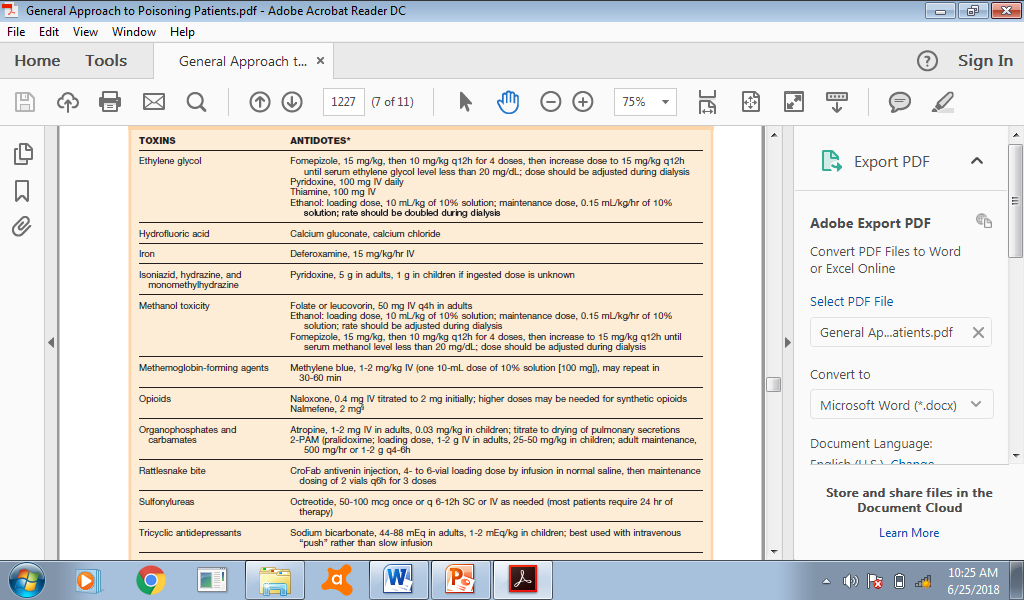 General Approach to Poisoning Patients.pdf - Adobe Acrobat Reader DC
File Edit View Window Help
Home Tools General Approach t... × ? Sign In
1227 (7 of 11) 75%
TOXINS ANTIDOTES*
Ethylene glycol Fomepizole, 15 mg/kg, then 10 mg/kg q12h for 4 doses, then increase dose to 15 mg/kg q12h
until serum ethylene glycol level less than 20 mg/dL; dose should be adjusted during dialysis
Pyridoxine, 100 mg IV daily
Thiamine, 100 mg IV
Ethanol: loading dose, 10 mL/kg of 10% solution; maintenance dose, 0.15 mL/kg/hr of 10%
solution; rate should be doubled during dialysis
Hydrofluoric acid Calcium gluconate, calcium chloride
Iron Deferoxamine, 15 mg/kg/hr IV
Isoniazid, hydrazine, and Pyridoxine, 5 g in adults, 1 g in children if ingested dose is unknown
monomethylhydrazine
Methanol toxicity Folate or leucovorin, 50 mg IV q4h in adults
Ethanol: loading dose, 10 mL/kg of 10% solution; maintenance dose, 0.15 mL/kg/hr of 10%
solution; rate should be adjusted during dialysis
Fomepizole, 15 mg/kg, then 10 mg/kg q12h for 4 doses, then increase to 15 mg/kg q12h until
serum methanol level less than 20 mg/dL; dose should be adjusted during dialysis
Methemoglobin-forming agents Methylene blue, 1-2 mg/kg IV (one 10-mL dose of 10% solution [100 mg]), may repeat in
30-60 min
Opioids Naloxone, 0.4 mg IV titrated to 2 mg initially; higher doses may be needed for synthetic opioids
Nalmefene, 2 mg
Organophosphates and Atropine, 1-2 mg IV in adults, 0.03 mg/kg in children; titrate to drying of pulmonary secretions
carbamates 2-PAM (pralidoxime; loading dose, 1-2 g IV in adults, 25-50 mg/kg in children; adult maintenance,
500 mg/hr or 1-2 g q4-6h
Rattlesnake bite CroFab antivenin injection, 4- to 6-vial loading dose by infusion in normal saline, then maintenance
dosing of 2 vials q6h for 3 doses
Sulfonylureas Octreotide, 50-100 mcg once or q 6-12h SC or IV as needed (most patients require 24 hr of
therapy)
Tricyclic antidepressants Sodium bicarbonate, 44-88 mEq in adults, 1-2 mEq/kg in children; best used with intravenous
"push" rather than slow infusion
Export PDF
Adobe Export PDF
Convert PDF Files to Word
or Excel Online
Select PDF File
General Ap...atients.pdf
Convert to
Microsoft Word (*.docx)
Document Language:
English (U.S.) Change
Store and share files in the
Document Cloud
Learn More
10:25 AM
6/25/2018